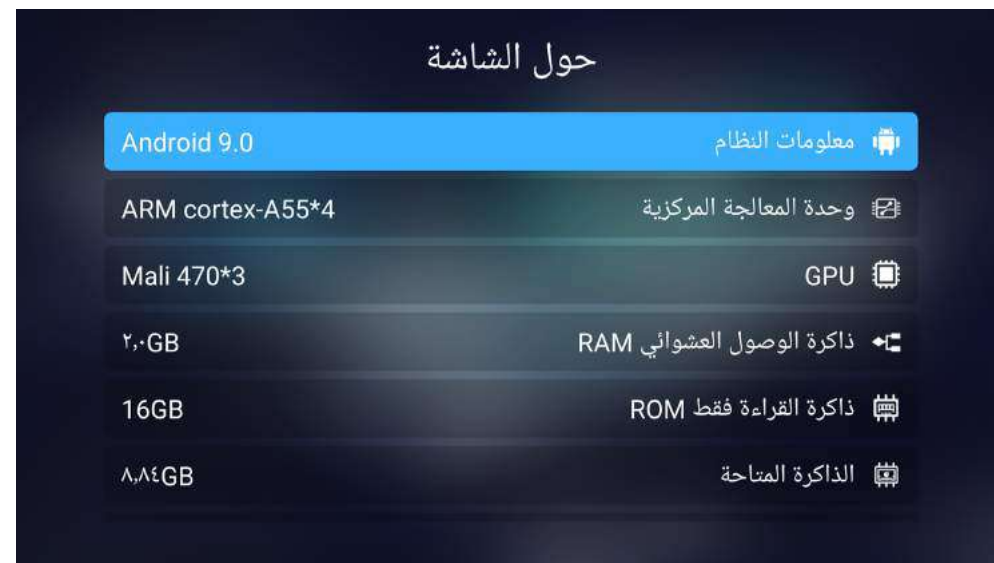 حول الشاشة
معلومات النظام Android 9.0
وحدة المعالجة المركزية ARM cortex-A55*4
GPU Mali 470*3
ذاكرة الوصول العشوائي RAM ٢,٠GB
ذاكرة القراءة فقط ROM 16GB
الذاكرة المتاحة ٨,٨٤GB